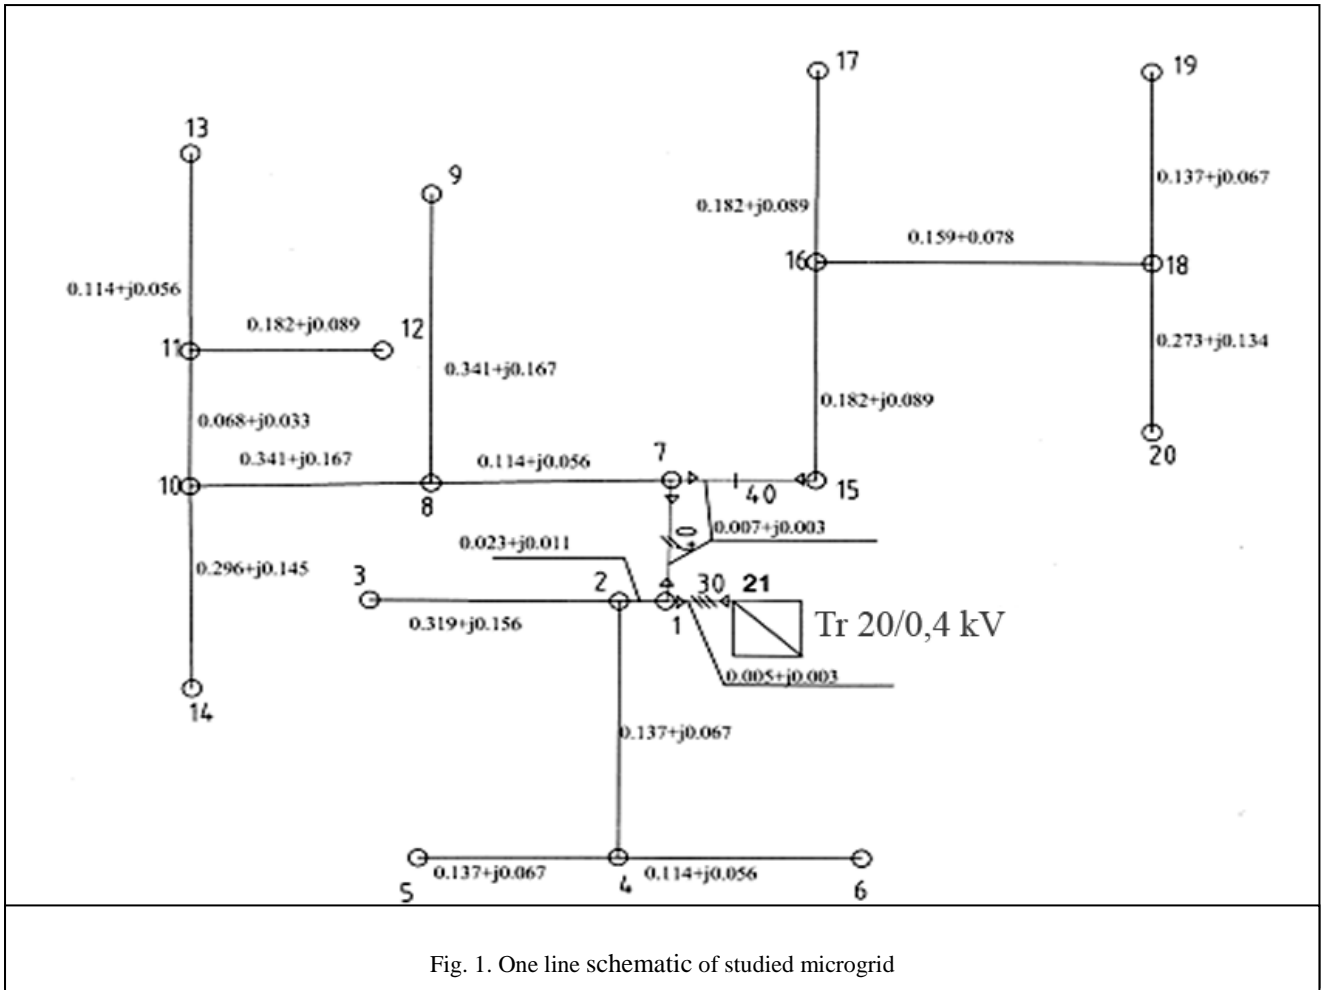 17
19
13
9
0.137+j0.067
0.182+j0.089
0.159+0.078
16
18
0.114+j0.056
0.182+j0.089
12
11
0.341+j0.167
0.273+j0.134
0.182+j0.089
0.068+j0.033
0.341+j0.167
0.114+j0.056
7
20
10
8
40
15
0.007+j0.003
0.023+j0.011
0.296+j0.145
3
2
30
21
1
Tr 20/0,4 kV
0.319+j0.156
0.005+j0.003
14
0.137+j0.067
0.137+j0.067
0.114+j0.056
5
4
6
Fig. 1. One line schematic of studied microgrid